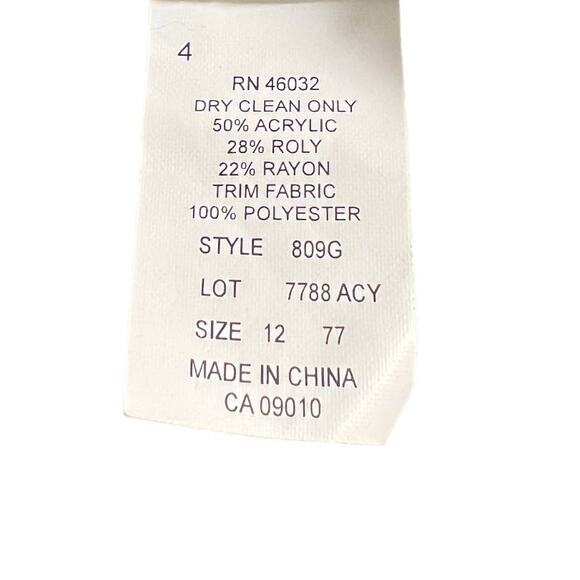 4
RN 46032
DRY CLEAN ONLY
50% ACRYLIC
28% ROLY
22% RAYON
TRIM FABRIC
100% POLYESTER
STYLE 809G
LOT 7788 ACY
SIZE 12 77
MADE IN CHINA
CA 09010